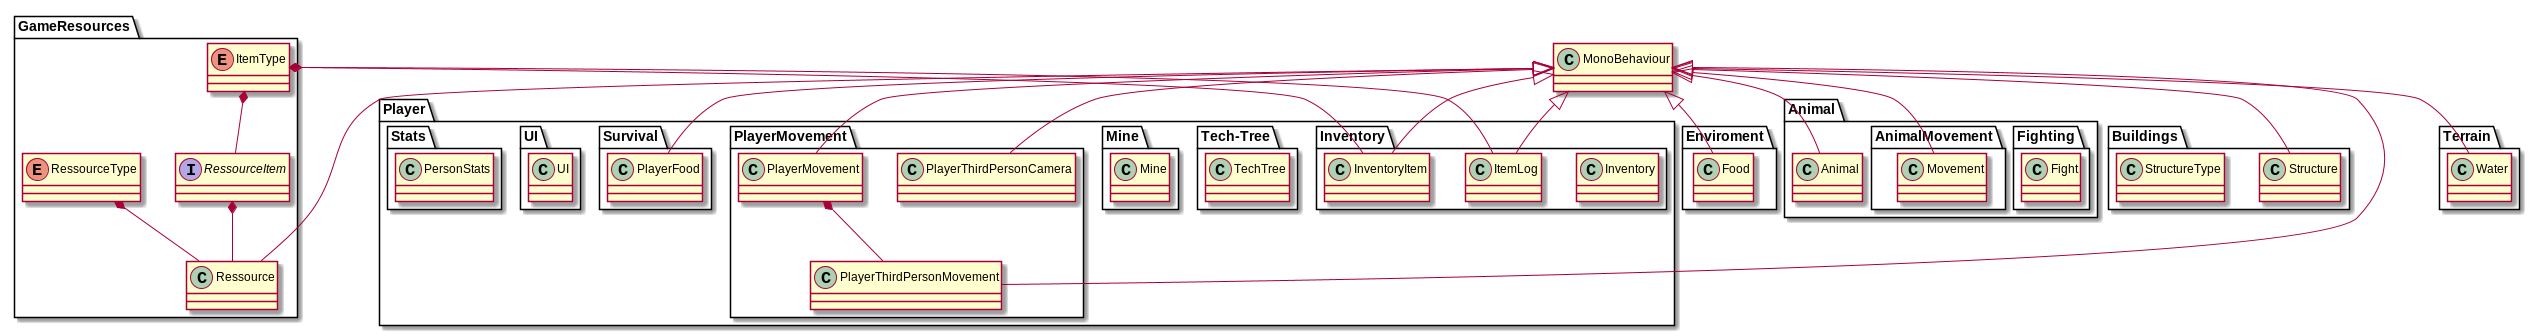 GameResources
E ItemType
C MonoBehaviour
Player
Animal
Stats
UI
Survival
PlayerMovement
Mine
Tech-Tree
Inventory
Enviroment
AnimalMovement
Fighting
Buildings
Terrain
E RessourceType
I RessourceItem
C PersonStats
C UI
C PlayerFood
C PlayerMovement
C PlayerThirdPersonCamera
C Mine
C TechTree
C InventoryItem
C ItemLog
C Inventory
C Food
C Animal
C Movement
C Fight
C StructureType
C Structure
C Water
C Ressource
C PlayerThirdPersonMovement